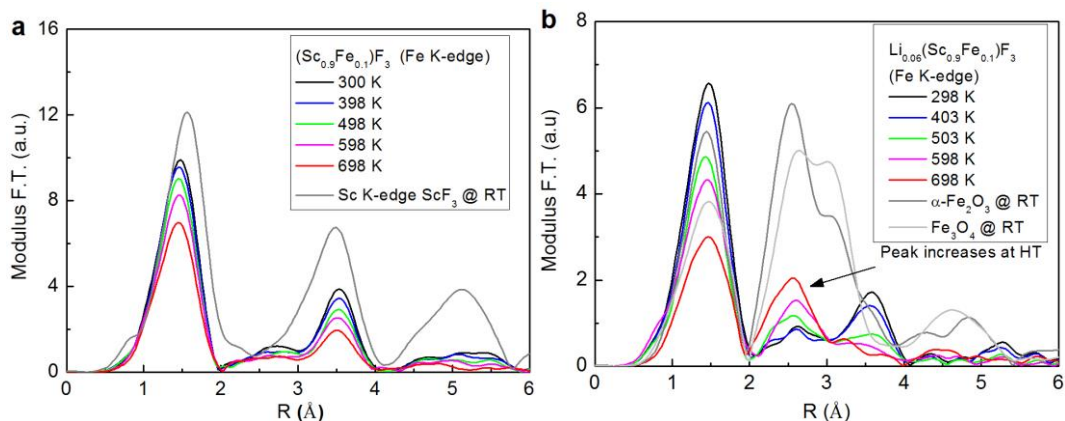 a
(Sc0.9Fe0.1)F3 (Fe K-edge)
300 K
398 K
498 K
598 K
698 K
Sc K-edge ScF3 @ RT
Modulus F.T. (a.u.)
16
12
8
4
0
0 1 2 3 4 5 6
R (Å)
b
Li0.06(Sc0.9Fe0.1)F3
(Fe K-edge)
298 K
403 K
503 K
598 K
698 K
α-Fe2O3 @ RT
Fe3O4 @ RT
Peak increases at HT
Modulus F.T. (a.u)
8
6
4
2
0
0 1 2 3 4 5 6
R (Å)